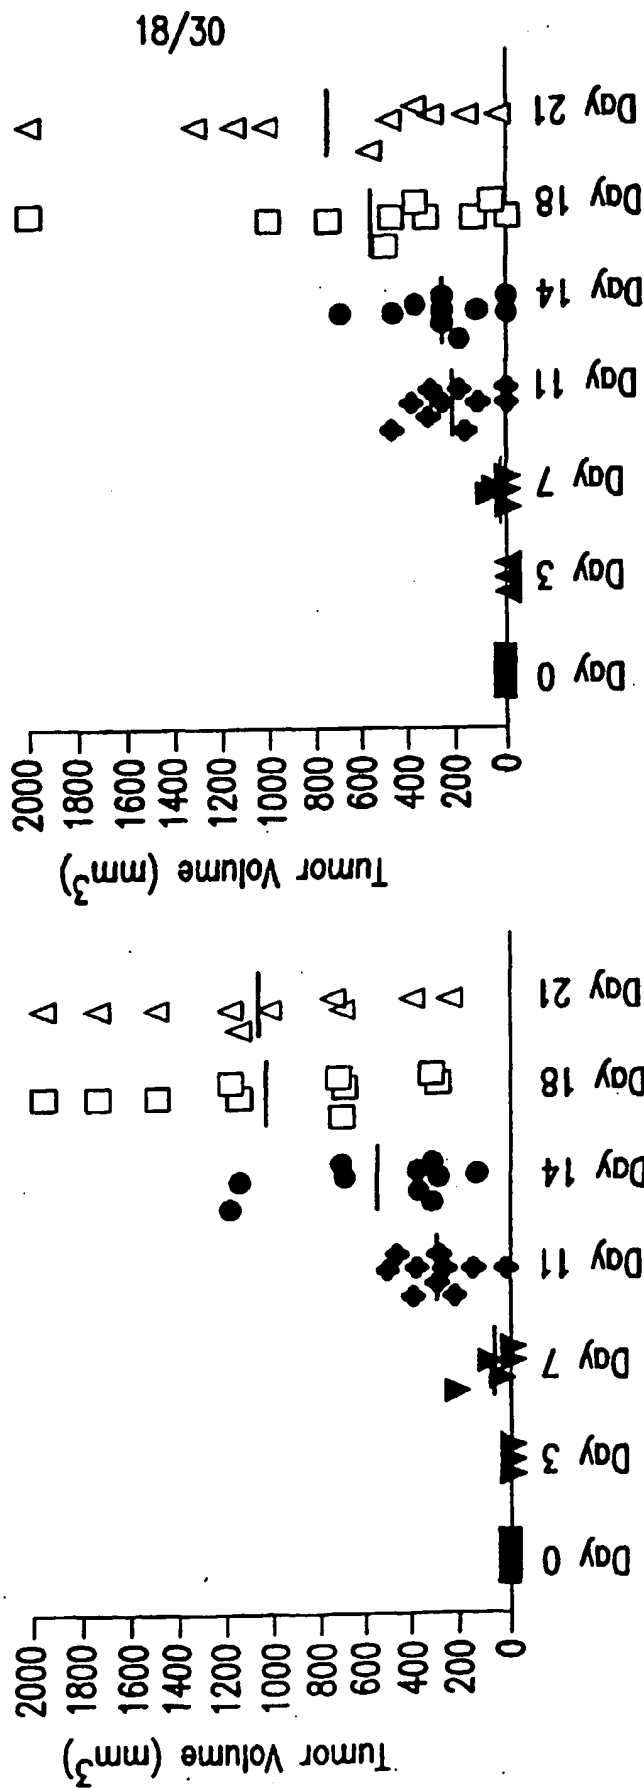 18/30
Tumor Volume (mm³)
2000
1800
1600
1400
1200
1000
800
600
400
200
0
Day 0
Day 3
Day 7
Day 11
Day 14
Day 18
Day 21
Tumor Volume (mm³)
2000
1800
1600
1400
1200
1000
800
600
400
200
0
Day 0
Day 3
Day 7
Day 11
Day 14
Day 18
Day 21